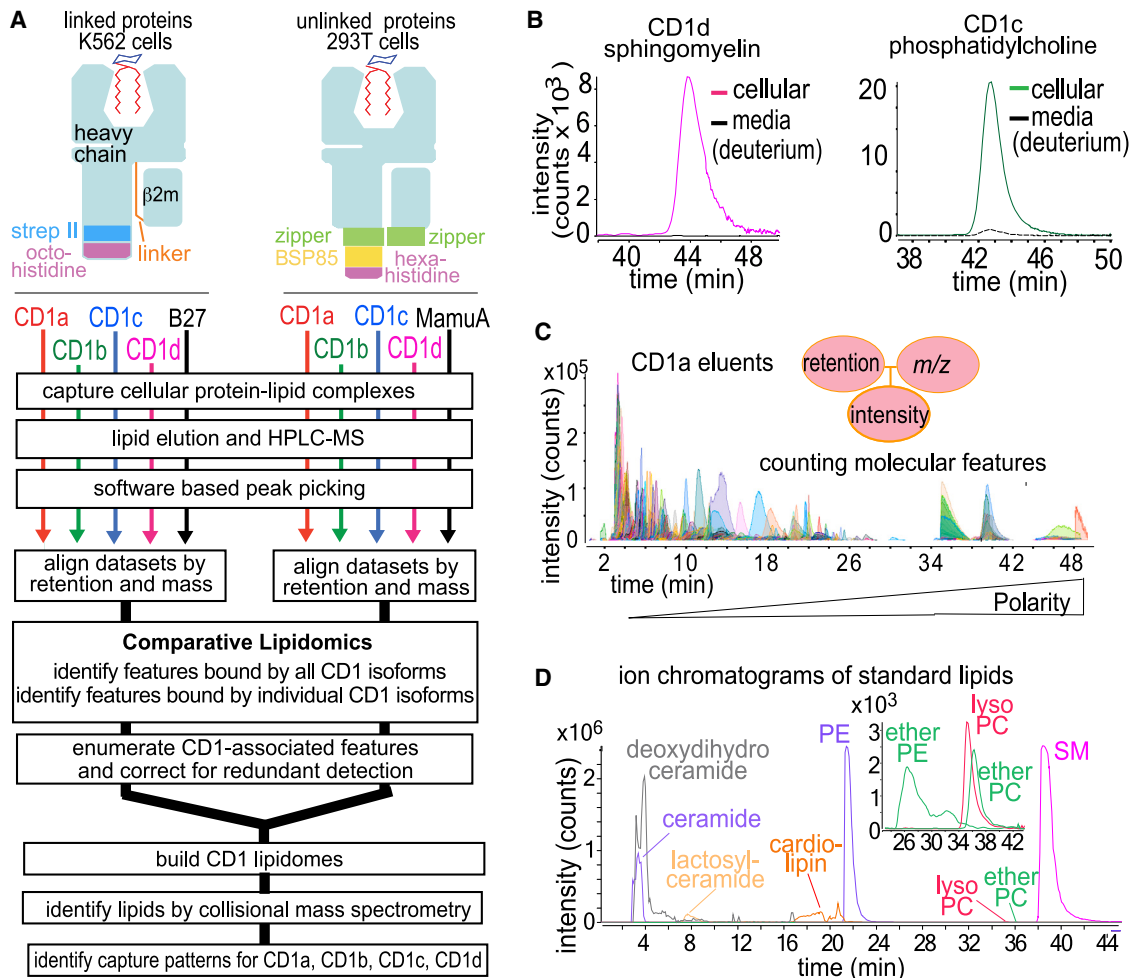 A
linked proteins
K562 cells
unlinked proteins
293T cells
heavy
chain
β2m
strep II
octo-
histidine
linker
zipper
zipper
BSP85
hexa-
histidine
CD1a
CD1b
CD1c
CD1d
B27
CD1a
CD1b
CD1c
CD1d
MamuA
capture cellular protein-lipid complexes
lipid elution and HPLC-MS
software based peak picking
align datasets by
retention and mass
align datasets by
retention and mass
Comparative Lipidomics
identify features bound by all CD1 isoforms
identify features bound by individual CD1 isoforms
enumerate CD1-associated features
and correct for redundant detection
build CD1 lipidomes
identify lipids by collisional mass spectrometry
identify capture patterns for CD1a, CD1b, CD1c, CD1d
B
CD1d
sphingomyelin
intensity
(counts x 10³)
8
6
4
2
0
cellular
media
(deuterium)
40 44 48
time (min)
CD1c
phosphatidylcholine
20
10
0
cellular
media
(deuterium)
38 42 46 50
time (min)
C
CD1a eluents
x10⁵
intensity (counts)
2
1
0
retention
m/z
intensity
counting molecular features
2 10 18 26 34 42 50
time (min)
Polarity
D
ion chromatograms of standard lipids
x10⁶
intensity (counts)
2
1
0
deoxydihydro
ceramide
ceramide
lactosyl-
ceramide
cardio-
lipin
PE
x10³
3
2
1
0
ether
PE
lyso
PC
ether
PC
26 30 34 38 42
SM
lyso
PC
ether
PC
4 8 12 16 20 24 28 32 36 40 44
time (min)